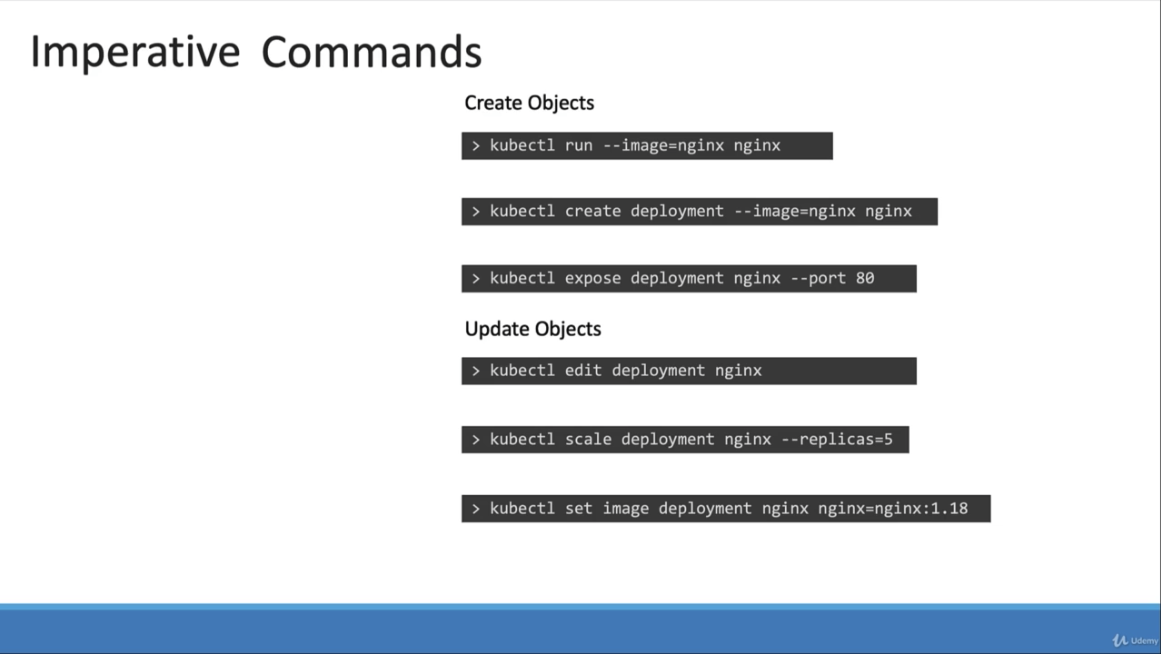 Imperative Commands
Create Objects
> kubectl run --image=nginx nginx
> kubectl create deployment --image=nginx nginx
> kubectl expose deployment nginx --port 80
Update Objects
> kubectl edit deployment nginx
> kubectl scale deployment nginx --replicas=5
> kubectl set image deployment nginx nginx=nginx:1.18
Udemy